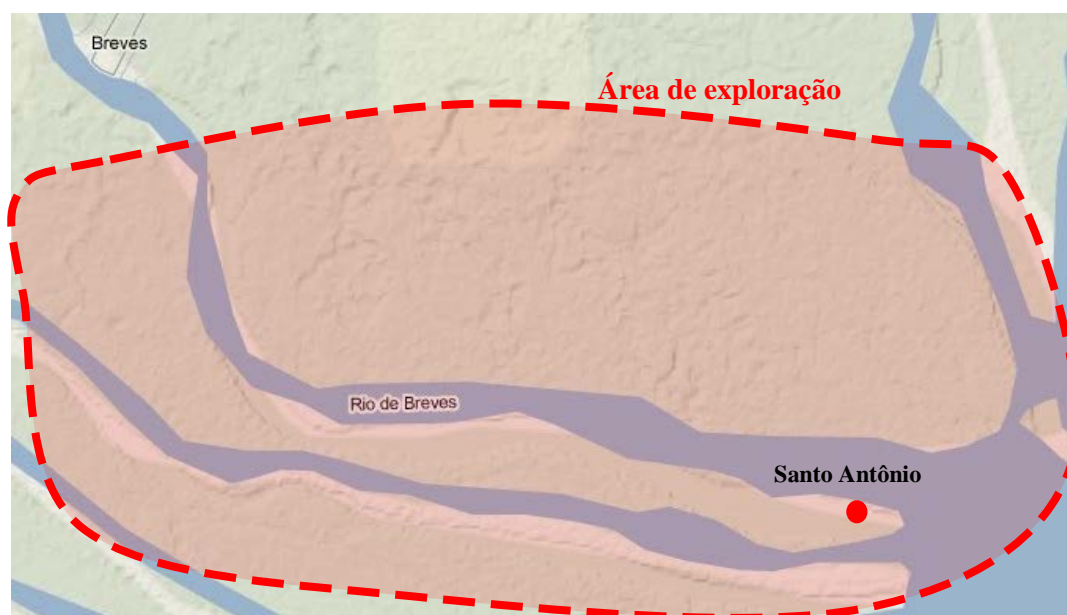 Breves
Área de exploração
Rio de Breves
Santo Antônio